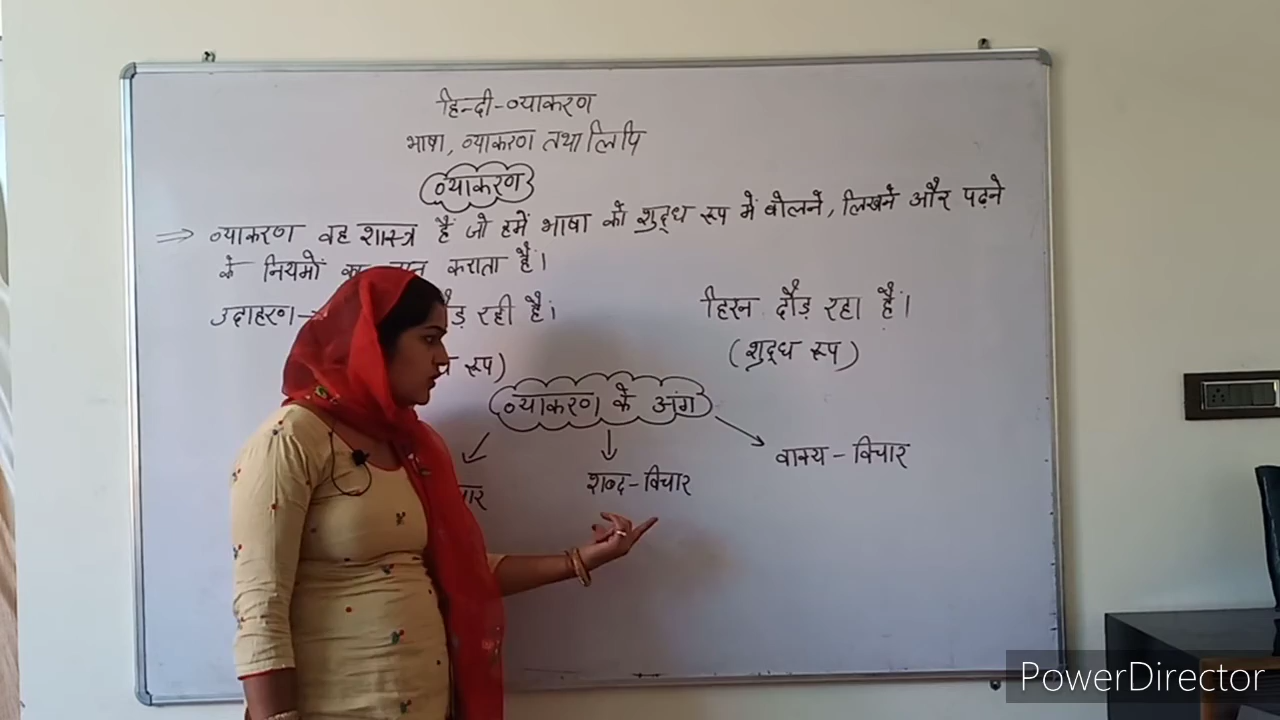 हिन्दी-व्याकरण
भाषा, व्याकरण तथा लिपि
व्याकरण
⇒ व्याकरण वह शास्त्र हैं जो हमें भाषा को शुद्ध रूप में बोलने, लिखने और पढ़ने
के नियमों कराता हैं।
उदाहरण- रही हैं। हिरन दौड़ रहा हैं।
रूप) (शुद्ध रूप)
व्याकरण के अंग
शब्द-विचार वाक्य-विचार
PowerDirector